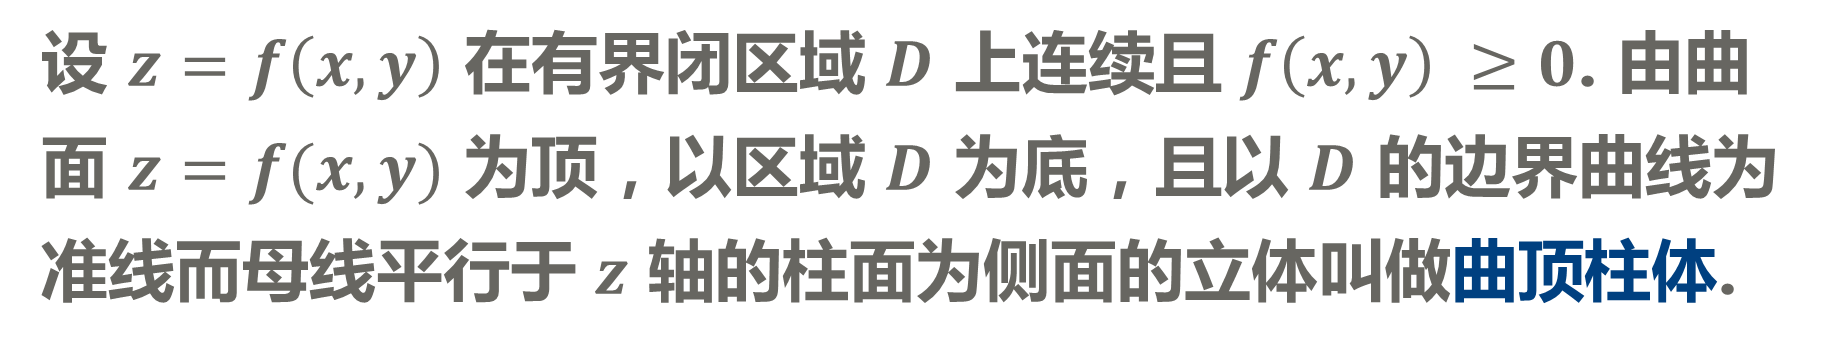 设 z = f(x, y) 在有界闭区域 D 上连续且 f(x, y) ≥ 0. 由曲
面 z = f(x, y) 为顶，以区域 D 为底，且以 D 的边界曲线为
准线而母线平行于 z 轴的柱面为侧面的立体叫做曲顶柱体.